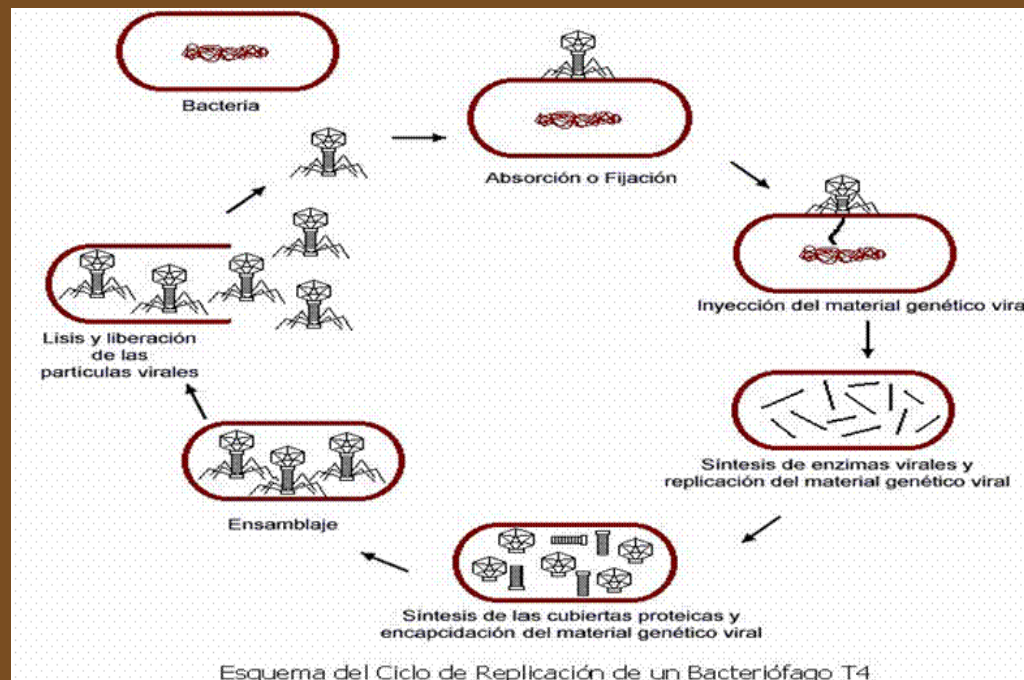 Bacteria
Absorción o Fijación
Inyección del material genético vira
Síntesis de enzimas virales y
replicación del material genético viral
Síntesis de las cubiertas proteicas y
encapcidación del material genético viral
Ensamblaje
Lisis y liberación
de las
partículas virales
Esquema del Ciclo de Replicación de un Bacteriófago T4